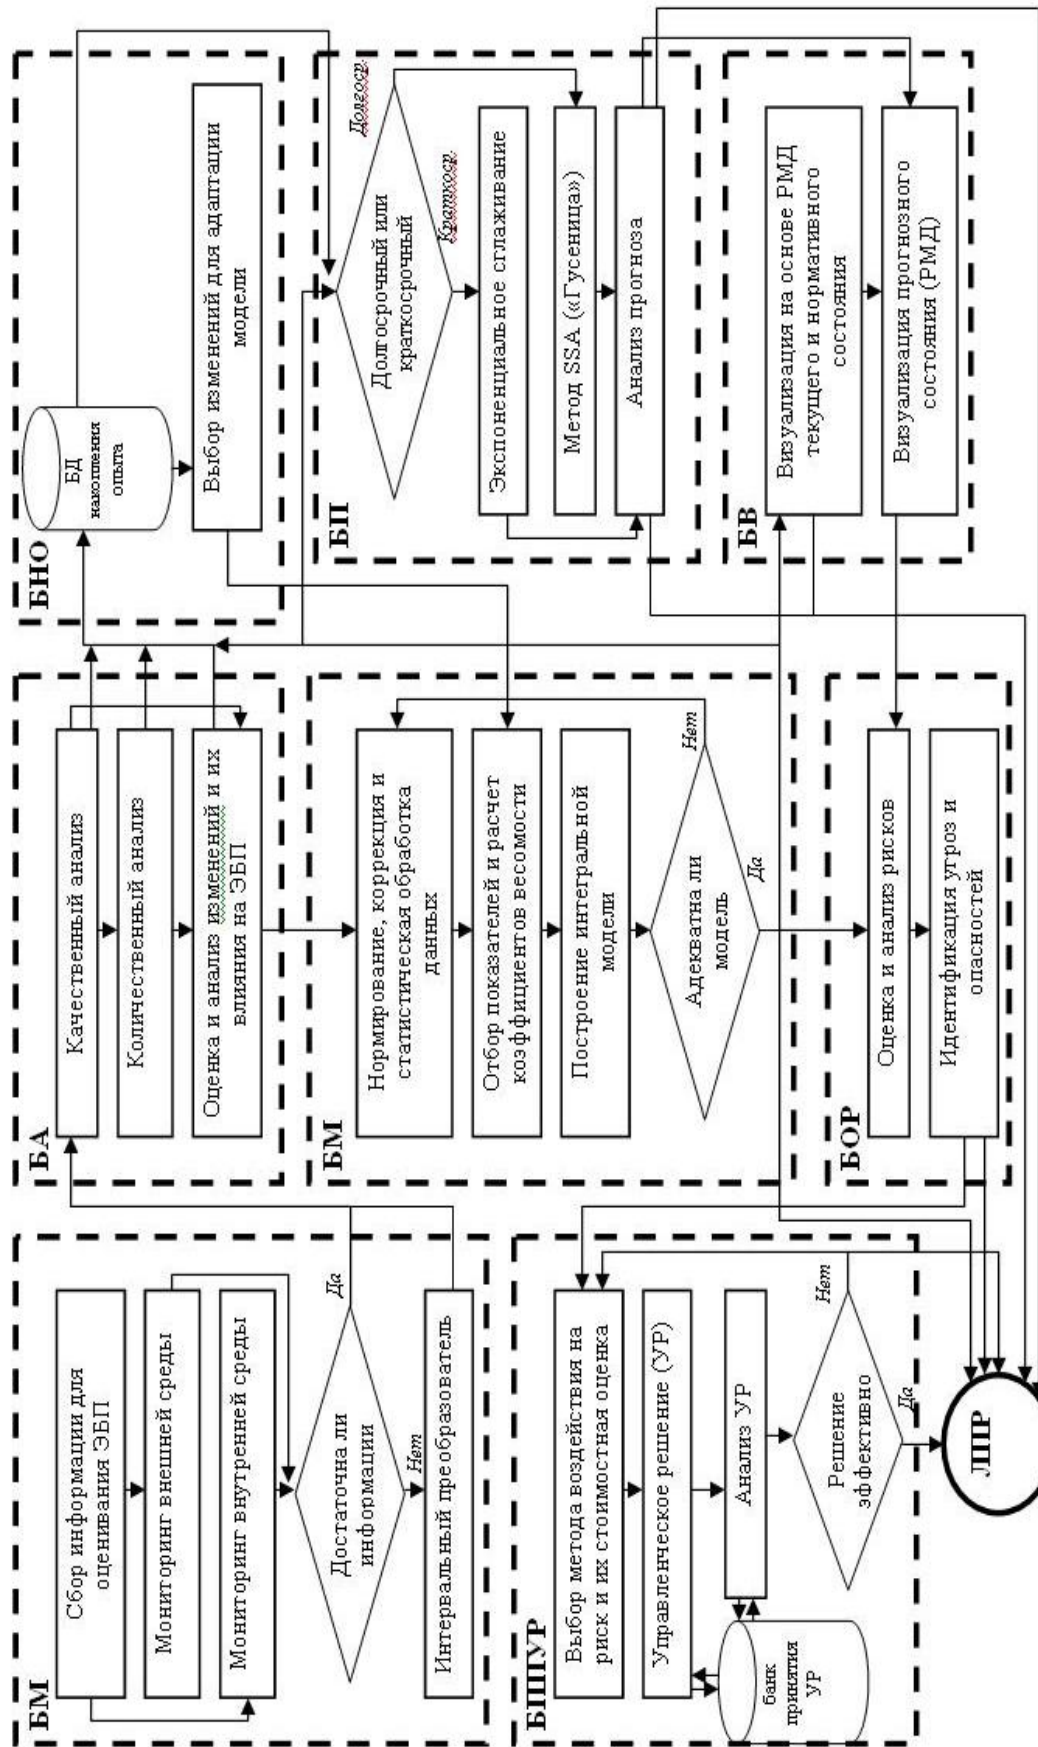 БМ
Сбор информации для
оценивания ЭБП
Мониторинг внешней среды
Мониторинг внутренней среды
Достаточна ли
информации
Да
Нет
Интервальный преобразователь
БА
Качественный анализ
Количественный анализ
Оценка и анализ изменений и их
влияния на ЭБП
БНО
БД
накопления
опыта
Выбор изменений для адаптации
модели
БМ
Нормирование, коррекция и
статистическая обработка
данных
Отбор показателей и расчет
коэффициентов весомости
Построение интегральной
модели
Адекватна ли
модель
Нет
Да
БП
Долгосрочный или
краткосрочный
Долгоср.
Краткоср.
Экспоненциальное сглаживание
Метод SSA («Гусеница»)
Анализ прогноза
БППУР
Выбор метода воздействия на
риск и их стоимостная оценка
Управленческое решение (УР)
Анализ УР
банк
принятия
УР
Решение
эффективно
Нет
Да
БОР
Оценка и анализ рисков
Идентификация угроз и
опасностей
БВ
Визуализация на основе РМД
текущего и нормативного
состояния
Визуализация прогнозного
состояния (РМД)
ЛПР